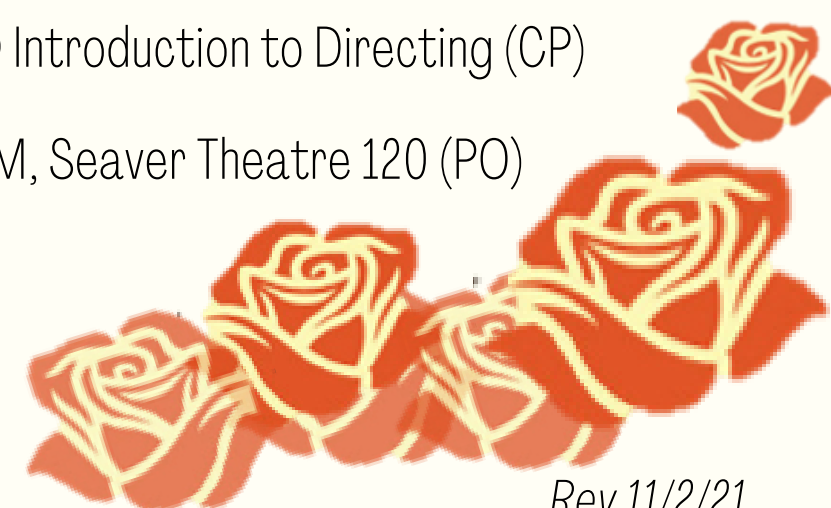 Introduction to Directing (CP)
M, Seaver Theatre 120 (PO)
Rev 11/2/21